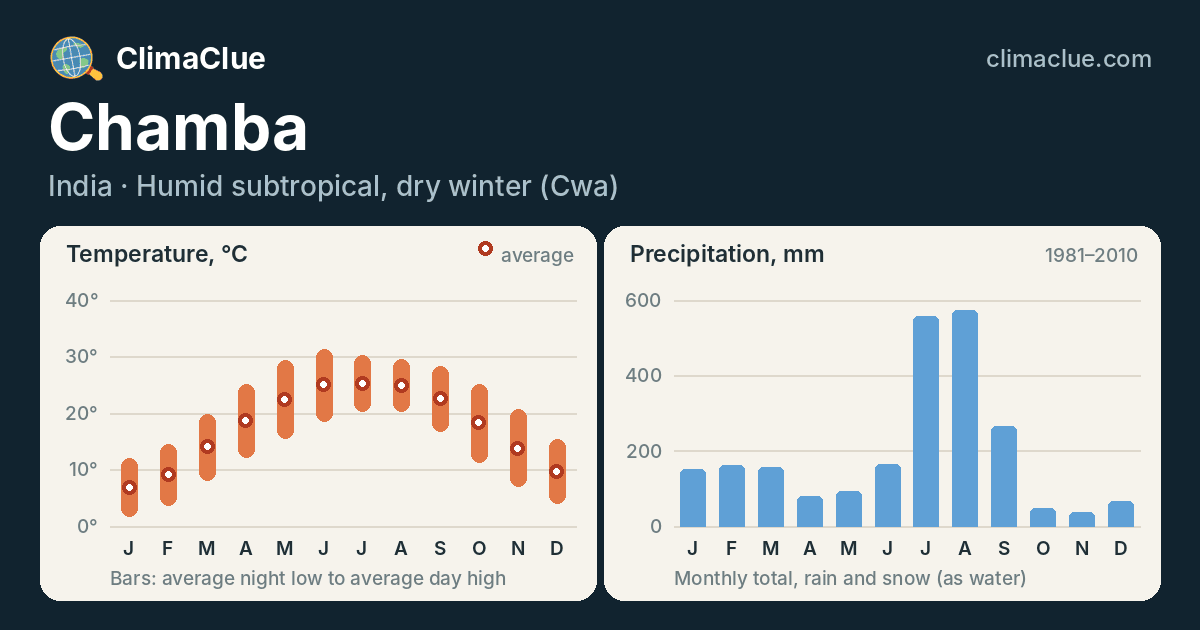 ClimaClue
climaclue.com
Chamba
India · Humid subtropical, dry winter (Cwa)
Temperature, °C
average
40°
30°
20°
10°
0°
J F M A M J J A S O N D
Bars: average night low to average day high
Precipitation, mm
1981–2010
600
400
200
0
J F M A M J J A S O N D
Monthly total, rain and snow (as water)